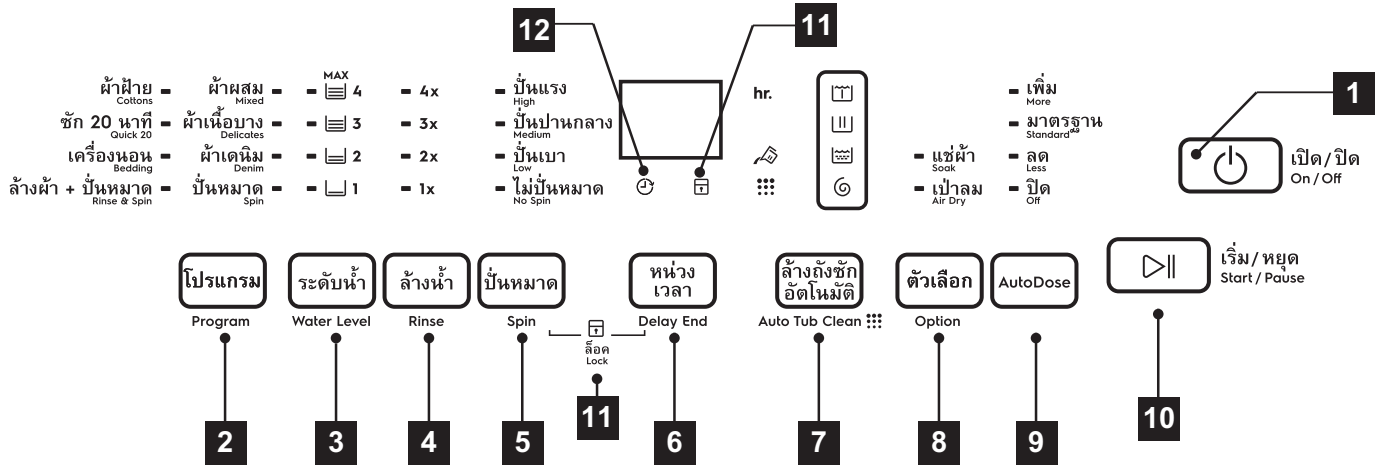 12
11
MAX
ผ้าฝ้าย
Cottons
ผ้าผสม
Mixed
4
4x
ปั่นแรง
High
hr.
เพิ่ม
More
1
ซัก 20 นาที
Quick 20
ผ้าเนื้อบาง
Delicates
3
3x
ปั่นปานกลาง
Medium
มาตรฐาน
Standard
เครื่องนอน
Bedding
ผ้าเดนิม
Denim
2
2x
ปั่นเบา
Low
แช่ผ้า
Soak
ลด
Less
เปิด/ปิด
On/Off
ล้างผ้า + ปั่นหมาด
Rinse & Spin
ปั่นหมาด
Spin
1
1x
ไม่ปั่นหมาด
No Spin
เป่าลม
Air Dry
ปิด
Off
โปรแกรม
Program
ระดับน้ำ
Water Level
ล้างน้ำ
Rinse
ปั่นหมาด
Spin
หน่วง
เวลา
Delay End
ล้างถังซัก
อัตโนมัติ
Auto Tub Clean
ตัวเลือก
Option
AutoDose
เริ่ม/หยุด
Start/Pause
ล็อค
Lock
2
3
4
5
11
6
7
8
9
10